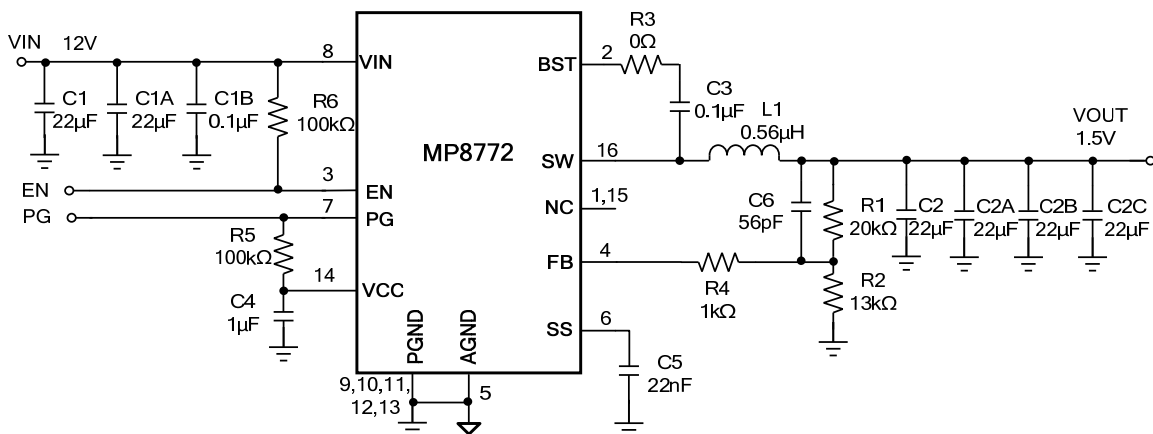 VIN
12V
8
VIN
C1
22µF
C1A
22µF
C1B
0.1µF
R6
100kΩ
EN
3
EN
PG
7
PG
R5
100kΩ
14
VCC
C4
1µF
MP8772
PGND
AGND
9,10,11,
12,13
5
BST
2
R3
0Ω
C3
0.1µF
L1
0.56µH
SW
16
VOUT
1.5V
NC
1,15
C6
56pF
R1
20kΩ
C2
22µF
C2A
22µF
C2B
22µF
C2C
22µF
FB
4
R4
1kΩ
R2
13kΩ
SS
6
C5
22nF